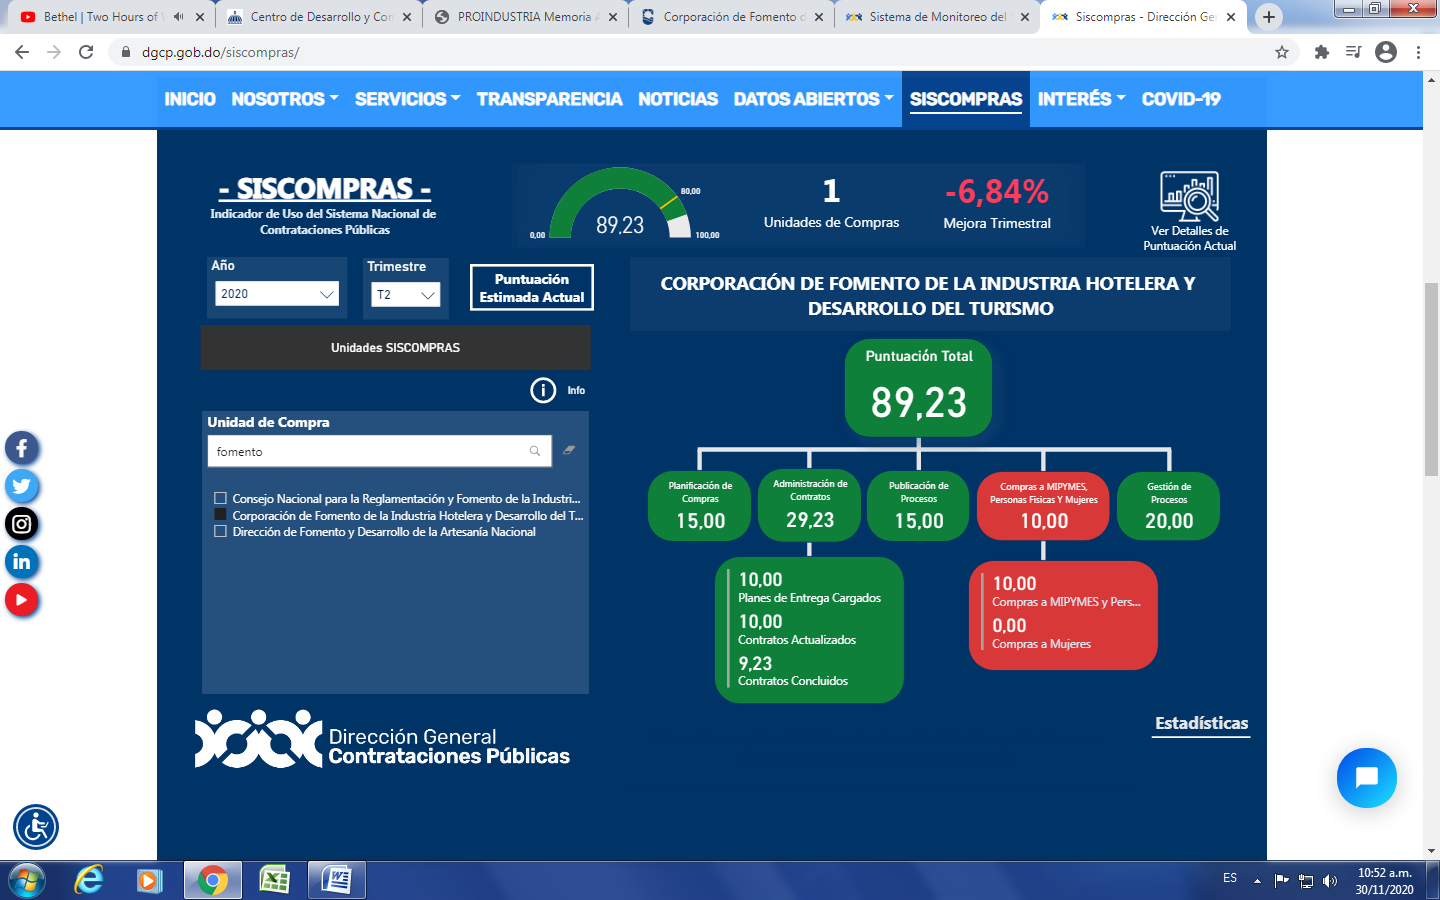 Bethel | Two Hours of
Centro de Desarrollo y Con
PROINDUSTRIA Memoria
Corporación de Fomento d
Sistema de Monitoreo del
Siscompras - Dirección Ge
dgcp.gob.do/siscompras/
INICIO NOSOTROS SERVICIOS TRANSPARENCIA NOTICIAS DATOS ABIERTOS SISCOMPRAS INTERÉS COVID-19
- SISCOMPRAS -
Indicador de Uso del Sistema Nacional de
Contrataciones Públicas
0,00
89,23
80,00
100,00
1
Unidades de Compras
-6,84%
Mejora Trimestral
Ver Detalles de
Puntuación Actual
Año
2020
Trimestre
T2
Puntuación
Estimada Actual
Unidades SISCOMPRAS
Info
Unidad de Compra
fomento
Consejo Nacional para la Reglamentación y Fomento de la Industri...
Corporación de Fomento de la Industria Hotelera y Desarrollo del T...
Dirección de Fomento y Desarrollo de la Artesanía Nacional
CORPORACIÓN DE FOMENTO DE LA INDUSTRIA HOTELERA Y
DESARROLLO DEL TURISMO
Puntuación Total
89,23
Planificación de
Compras
15,00
Administración de
Contratos
29,23
Publicación de
Procesos
15,00
Compras a MIPYMES,
Personas Fisicas Y Mujeres
10,00
Gestión de
Procesos
20,00
10,00
Planes de Entrega Cargados
10,00
Contratos Actualizados
9,23
Contratos Concluidos
10,00
Compras a MIPYMES y Pers...
0,00
Compras a Mujeres
Dirección General
Contrataciones Públicas
Estadísticas
ES
10:52 a.m.
30/11/2020